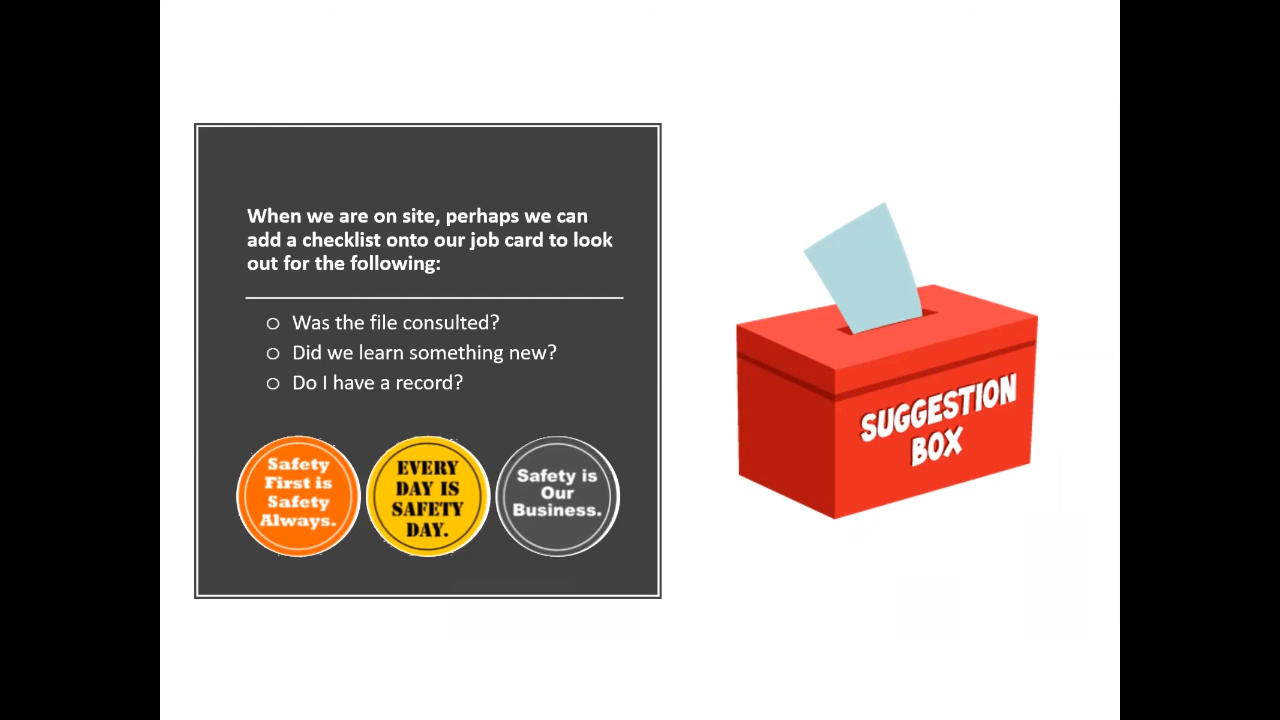 When we are on site, perhaps we can
add a checklist onto our job card to look
out for the following:
Was the file consulted?
Did we learn something new?
Do I have a record?
Safety
First is
Safety
Always.
EVERY
DAY IS
SAFETY
DAY.
Safety is
Our
Business.
SUGGESTION
BOX